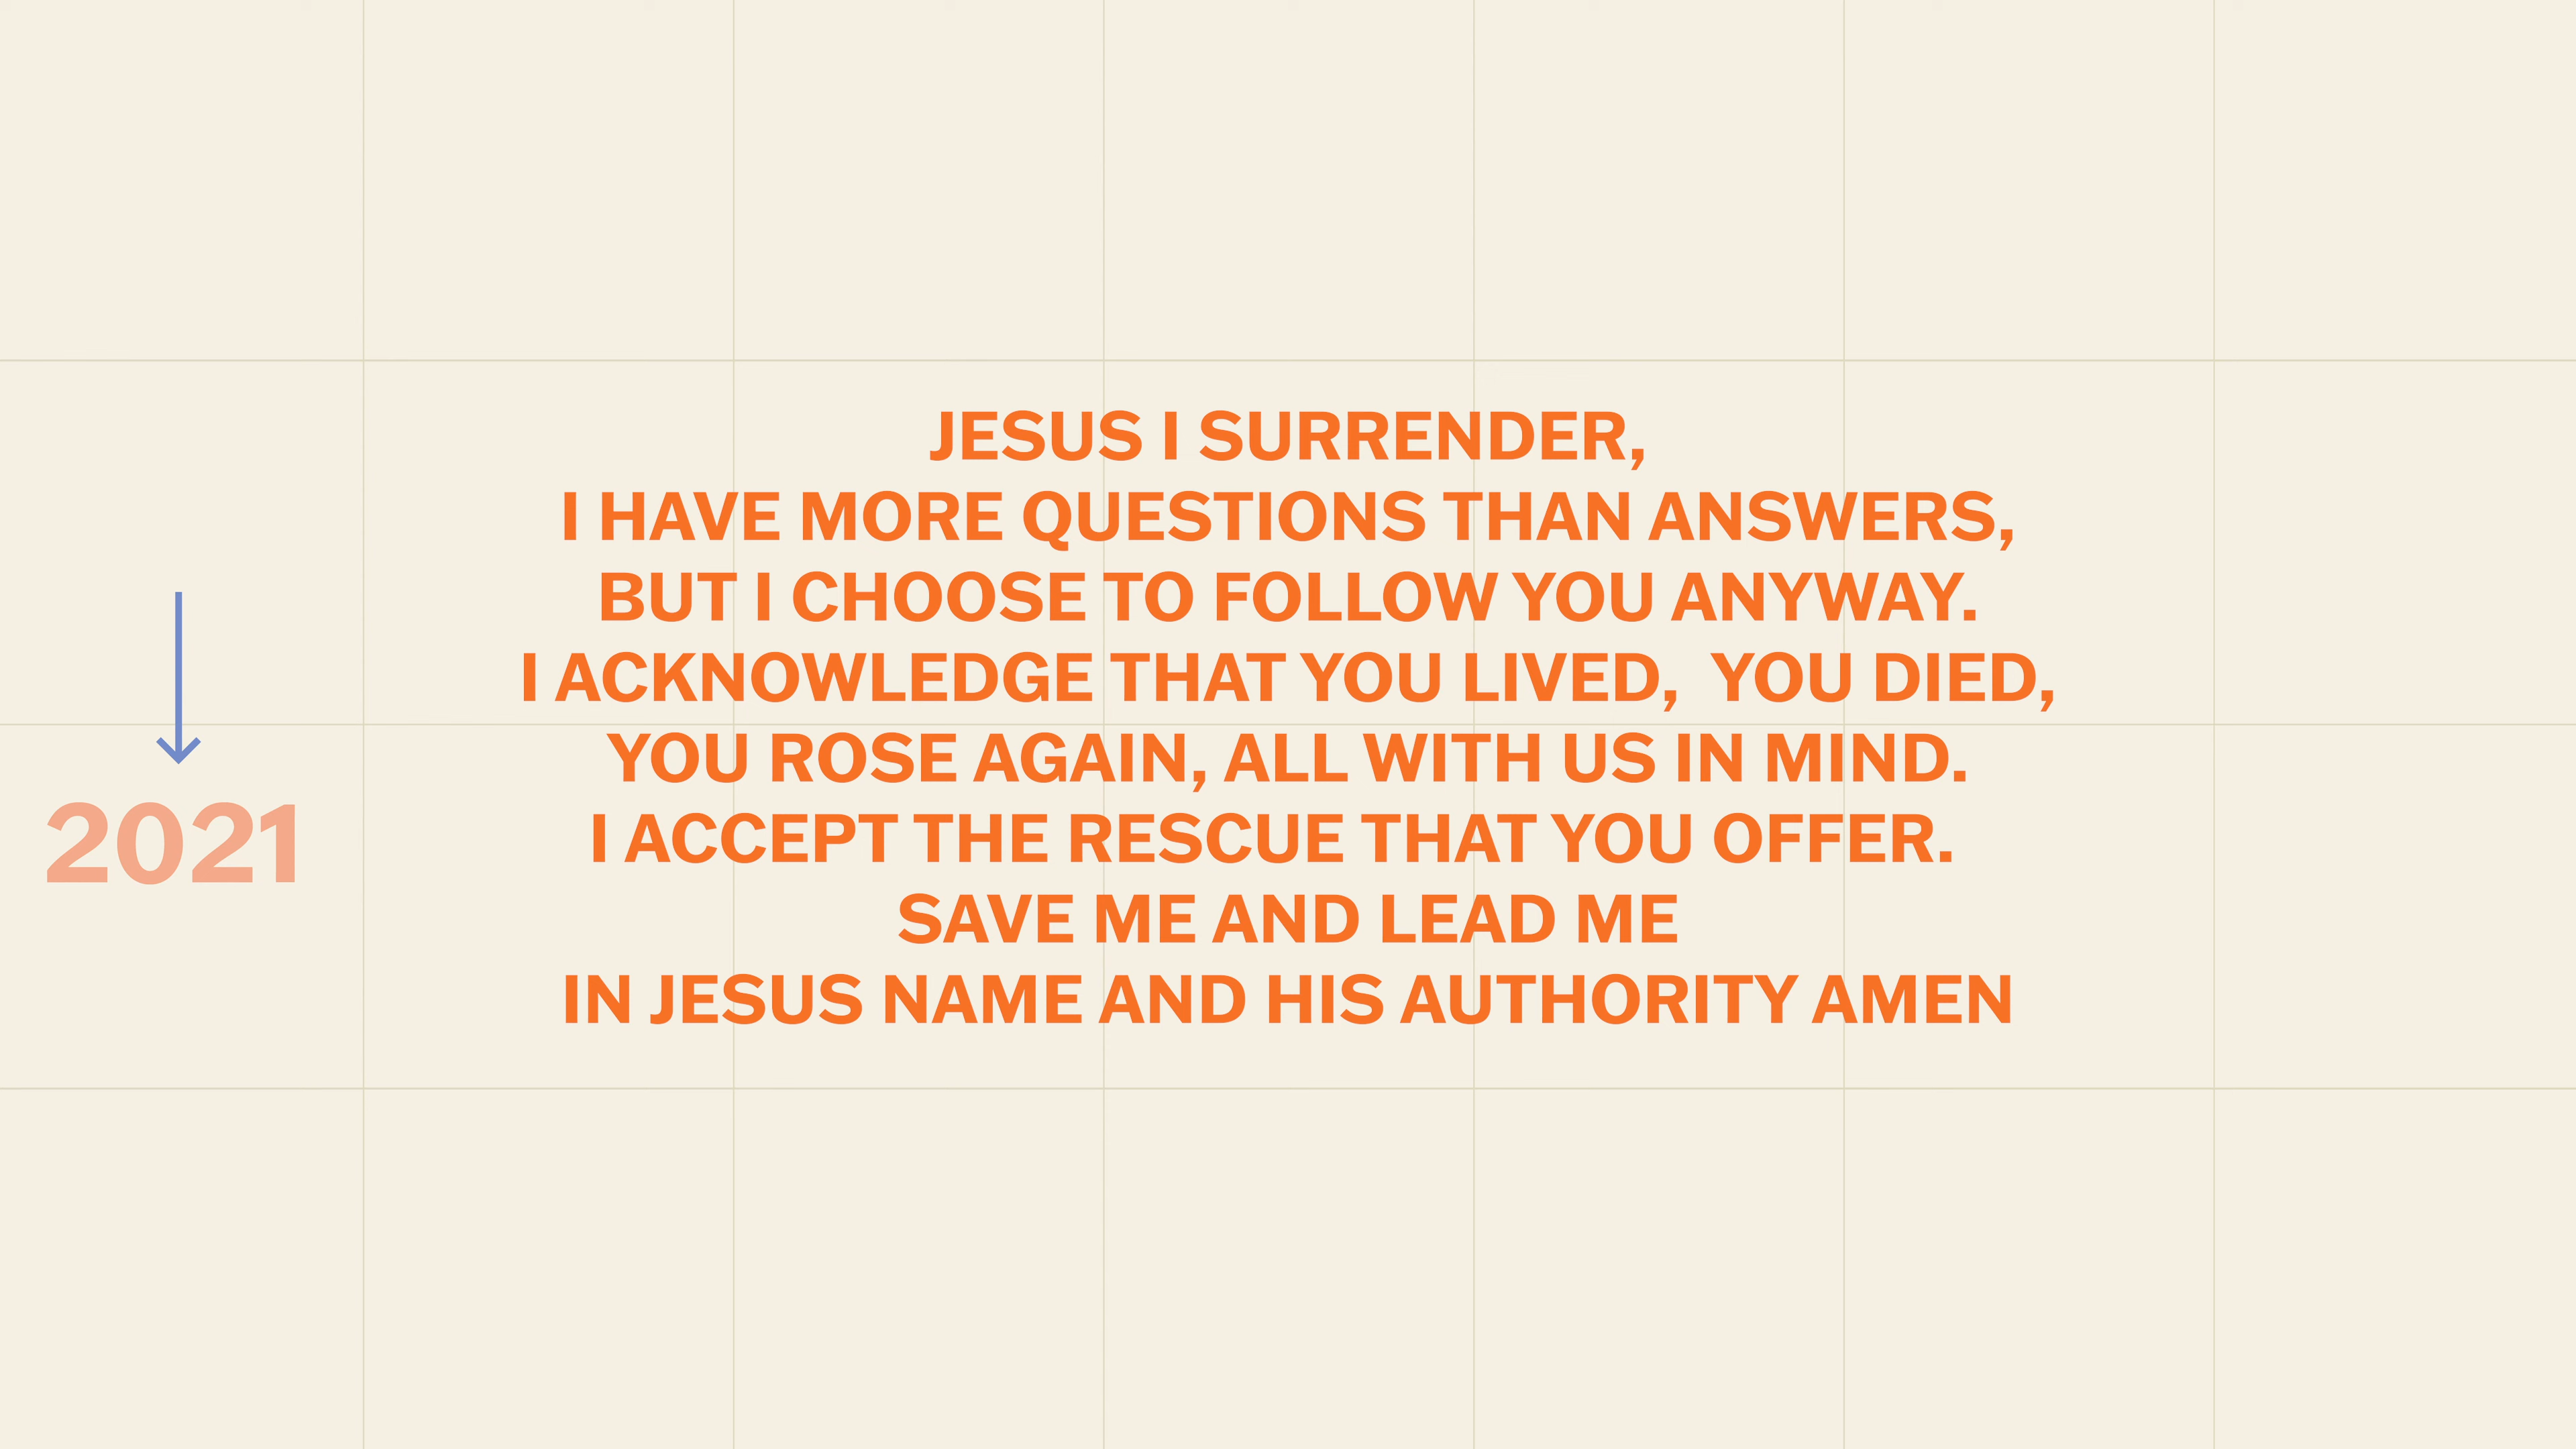 JESUS I SURRENDER,
I HAVE MORE QUESTIONS THAN ANSWERS,
BUT I CHOOSE TO FOLLOW YOU ANYWAY.
I ACKNOWLEDGE THAT YOU LIVED,  YOU DIED,
YOU ROSE AGAIN, ALL WITH US IN MIND.
I ACCEPT THE RESCUE THAT YOU OFFER.
SAVE ME AND LEAD ME
IN JESUS NAME AND HIS AUTHORITY AMEN
2021